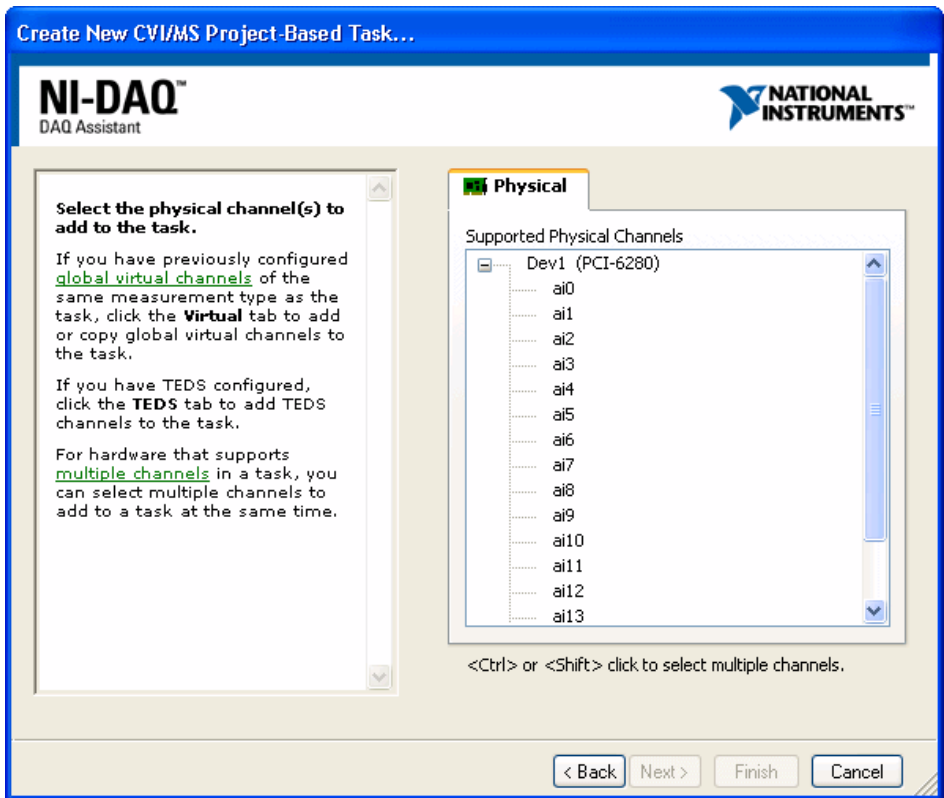 Create New CVI/MS Project-Based Task...
NI-DAQ™
DAQ Assistant
NATIONAL
INSTRUMENTS™
Select the physical channel(s) to
add to the task.
If you have previously configured
global virtual channels of the
same measurement type as the
task, click the Virtual tab to add
or copy global virtual channels to
the task.
If you have TEDS configured,
click the TEDS tab to add TEDS
channels to the task.
For hardware that supports
multiple channels in a task, you
can select multiple channels to
add to a task at the same time.
Physical
Supported Physical Channels
Dev1 (PCI-6280)
ai0
ai1
ai2
ai3
ai4
ai5
ai6
ai7
ai8
ai9
ai10
ai11
ai12
ai13
<Ctrl> or <Shift> click to select multiple channels.
< Back
Next >
Finish
Cancel